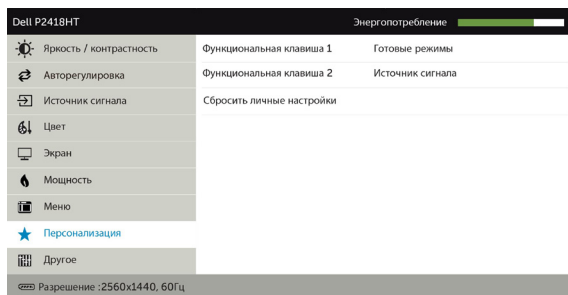 Dell P2418HT Энергопотребление
Яркость / контрастность Функциональная клавиша 1 Готовые режимы
Авторегулировка Функциональная клавиша 2 Источник сигнала
Источник сигнала Сбросить личные настройки
Цвет
Экран
Мощность
Меню
Персонализация
Другое
Разрешение :2560x1440, 60Гц